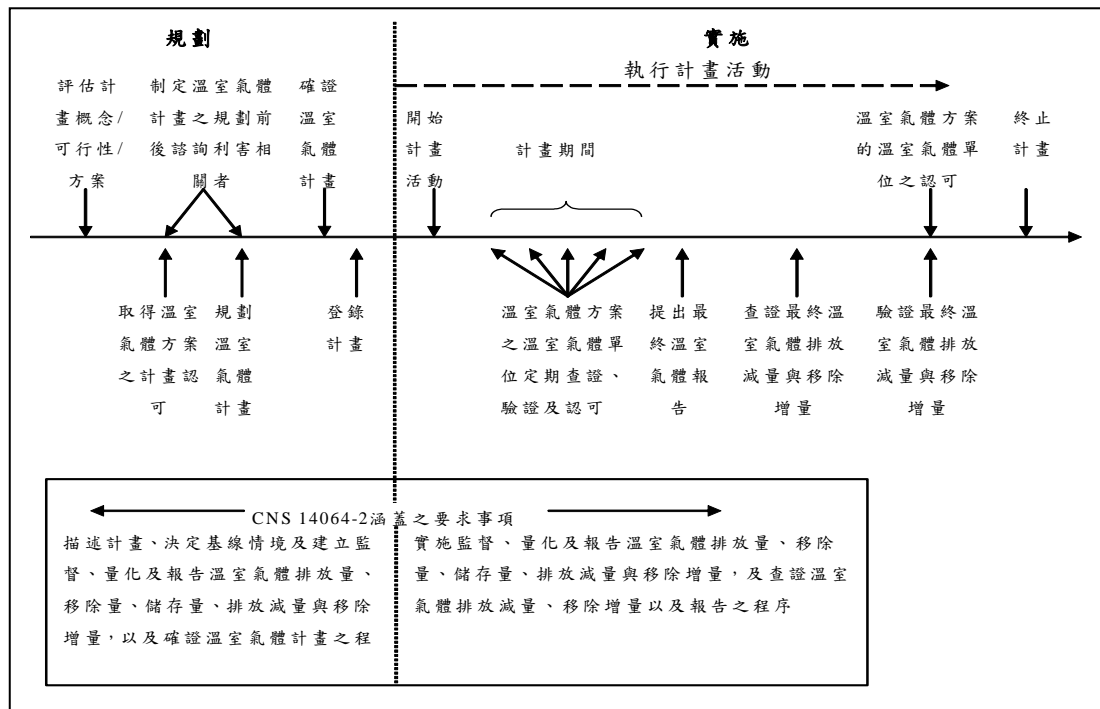 規劃
實施
執行計畫活動
評估計
畫概念/
可行性/
方案
制定溫室氣體
計畫之規劃前
後諮詢利害相
關者
確證
溫室
氣體
計畫
開始
計畫
活動
計畫期間
溫室氣體方案
的溫室氣體單
位之認可
終止
計畫
取得溫室
氣體方案
之計畫認
可
規劃
溫室
氣體
計畫
登錄
計畫
溫室氣體方案
之溫室氣體單
位定期查證、
驗證及認可
提出最
終溫室
氣體報
告
查證最終溫
室氣體排放
減量與移除
增量
驗證最終溫
室氣體排放
減量與移除
增量
CNS 14064-2涵蓋之要求事項
描述計畫、決定基線情境及建立監
督、量化及報告溫室氣體排放量、
移除量、儲存量、排放減量與移除
增量，以及確證溫室氣體計畫之程
實施監督、量化及報告溫室氣體排放量、移除
量、儲存量、排放減量與移除增量，及查證溫室
氣體排放減量、移除增量以及報告之程序